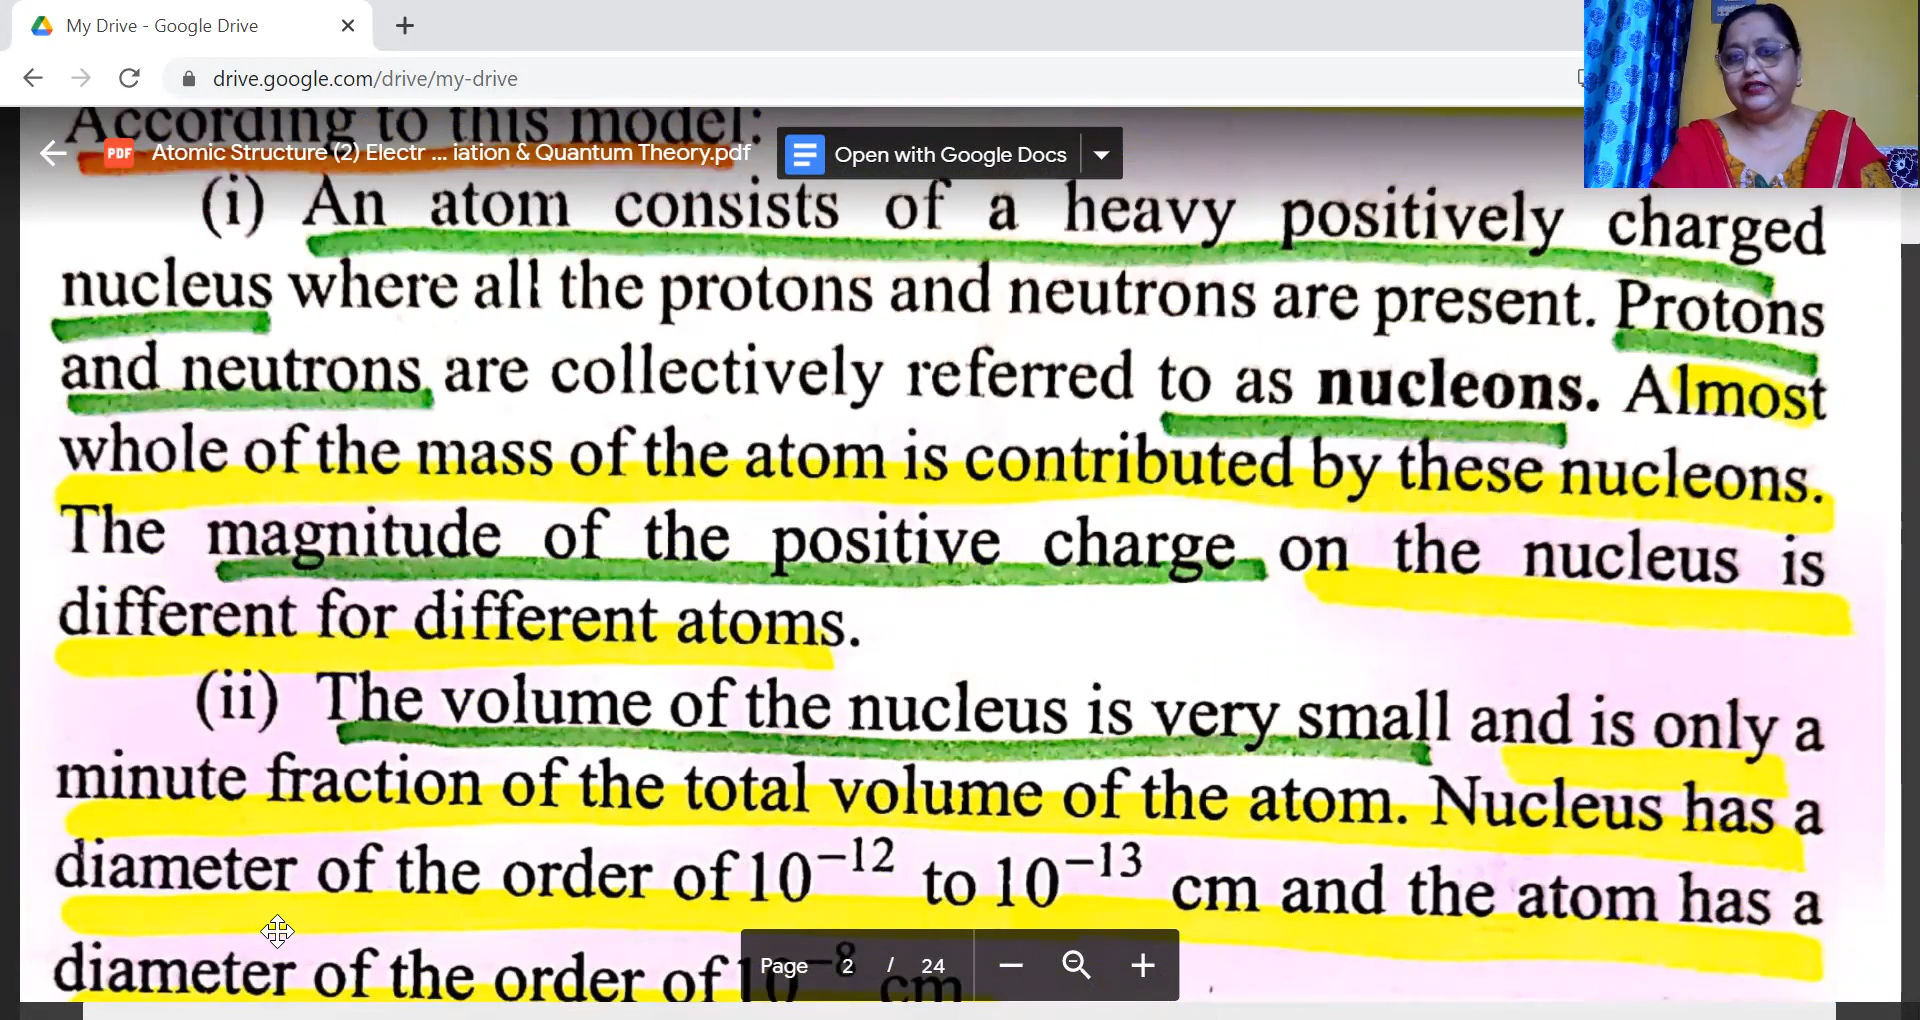 My Drive - Google Drive
drive.google.com/drive/my-drive
According to this model:
PDF Atomic Structure (2) Electr ... iation & Quantum Theory.pdf
Open with Google Docs
(i) An atom consists of a heavy positively charged
nucleus where all the protons and neutrons are present. Protons
and neutrons are collectively referred to as nucleons. Almost
whole of the mass of the atom is contributed by these nucleons.
The magnitude of the positive charge on the nucleus is
different for different atoms.
(ii) The volume of the nucleus is very small and is only a
minute fraction of the total volume of the atom. Nucleus has a
diameter of the order of 10⁻¹² to 10⁻¹³ cm and the atom has a
diameter of the order of 10⁻⁸ cm
Page 2 / 24